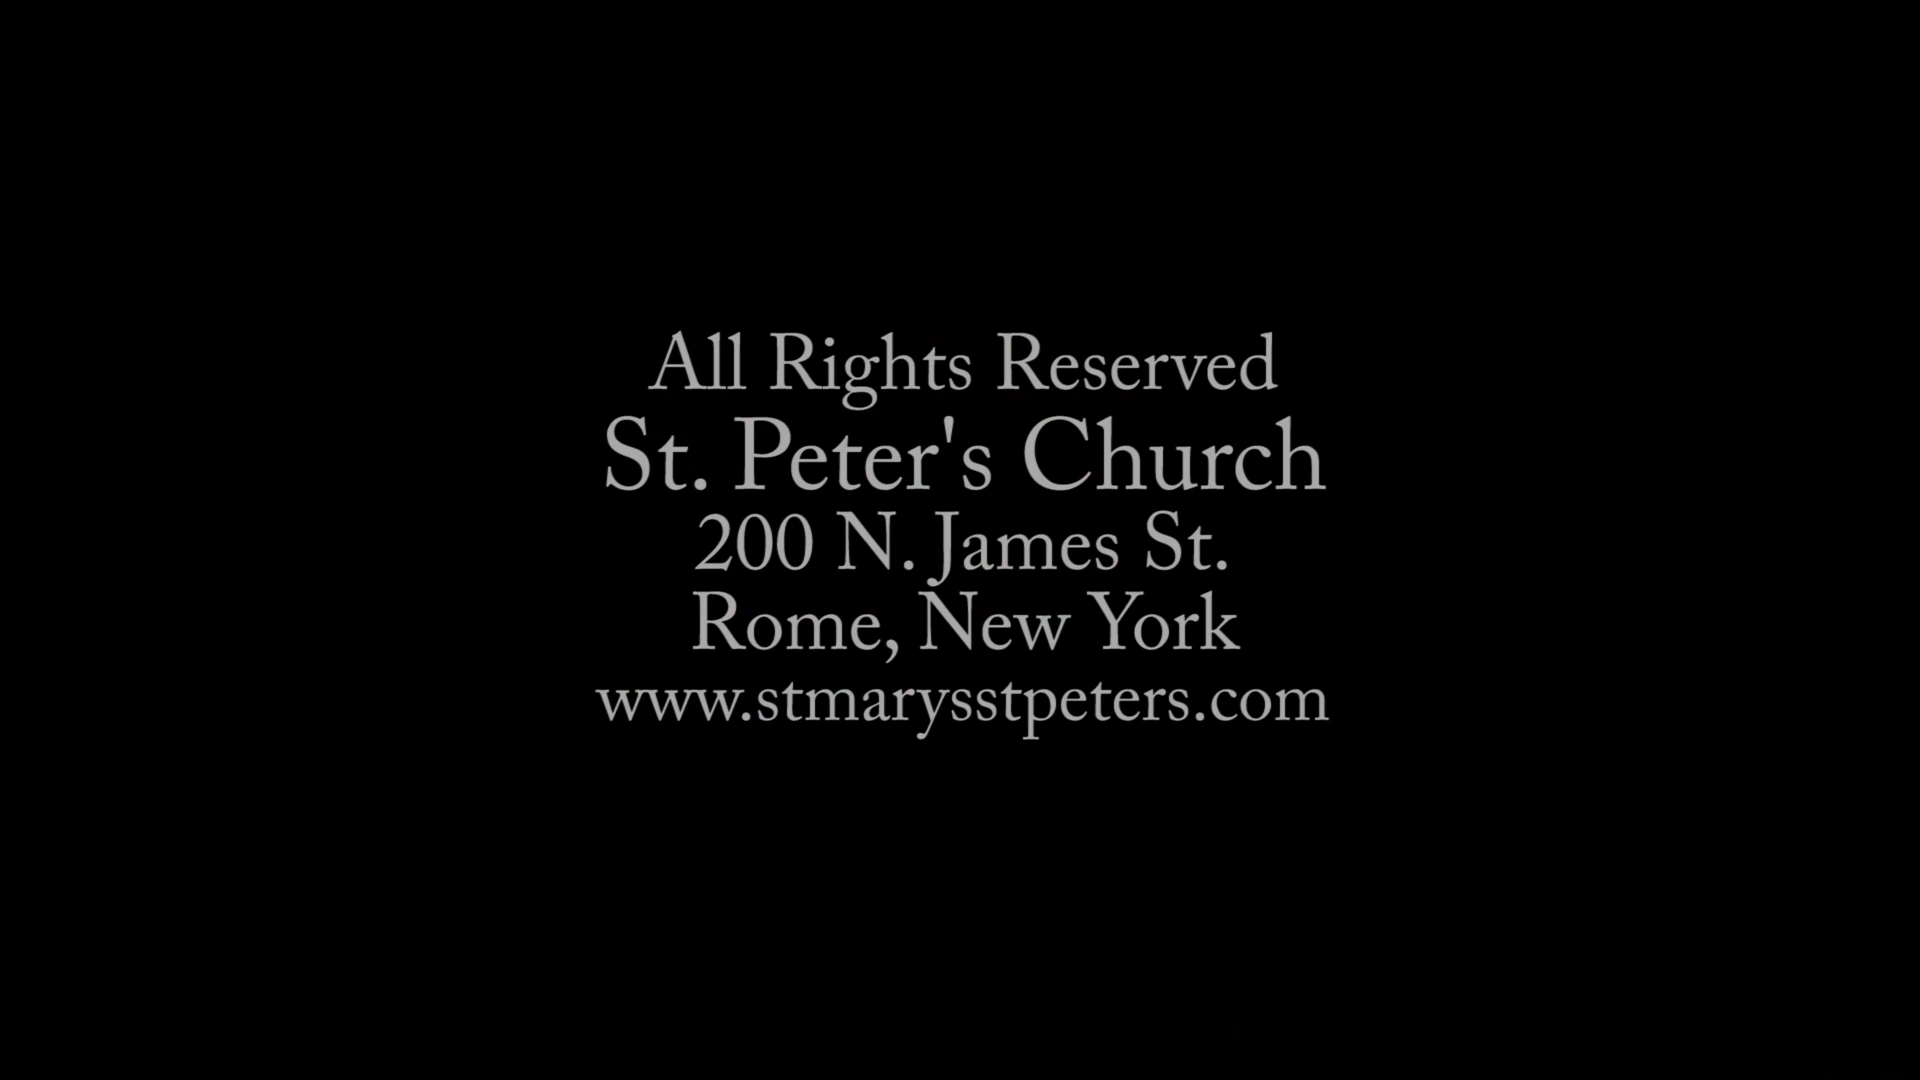 All Rights Reserved
St. Peter's Church
200 N. James St.
Rome, New York
www.stmarysstpeters.com